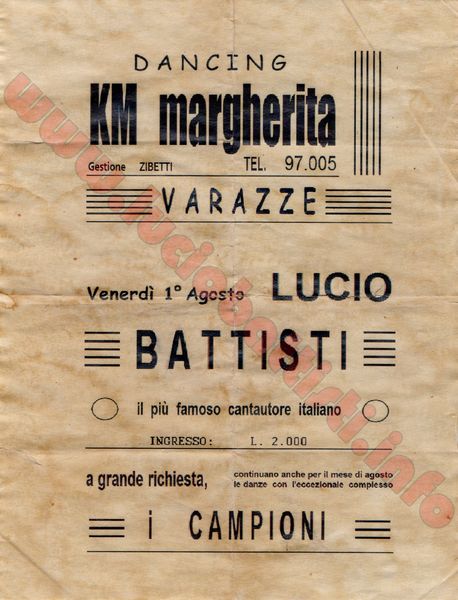 DANCING
KM margherita
Gestione ZIBETTI TEL. 97.005
VARAZZE
Venerdì 1° Agosto LUCIO
BATTISTI
il più famoso cantautore italiano
INGRESSO: L. 2.000
a grande richiesta, continuano anche per il mese di agosto
le danze con l'eccezionale complesso
i CAMPIONI
www.luciobattisti.info